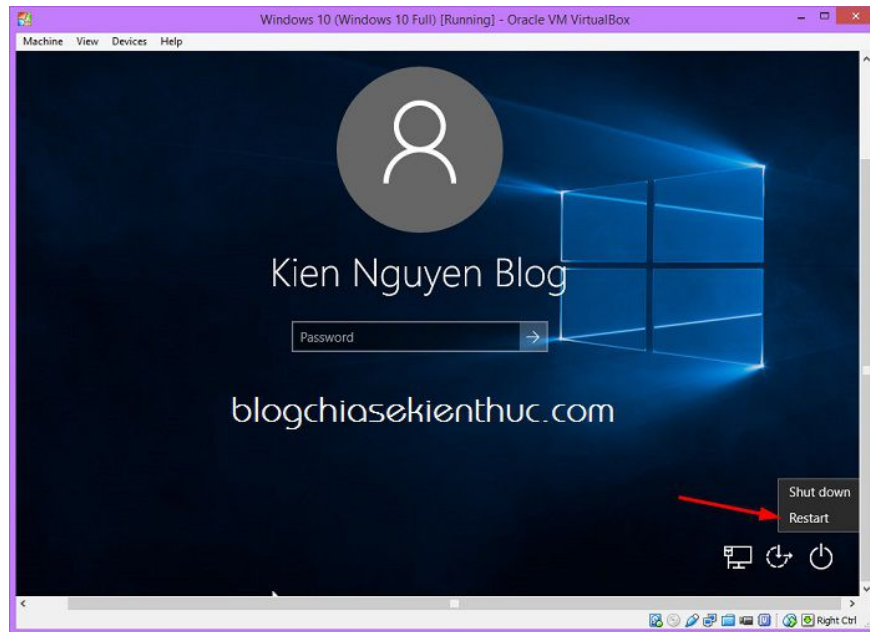 Windows 10 (Windows 10 Full) [Running] - Oracle VM VirtualBox
Machine View Devices Help
Kien Nguyen Blog
Password
blogchiasekienthuc.com
Shut down
Restart
Right Ctrl